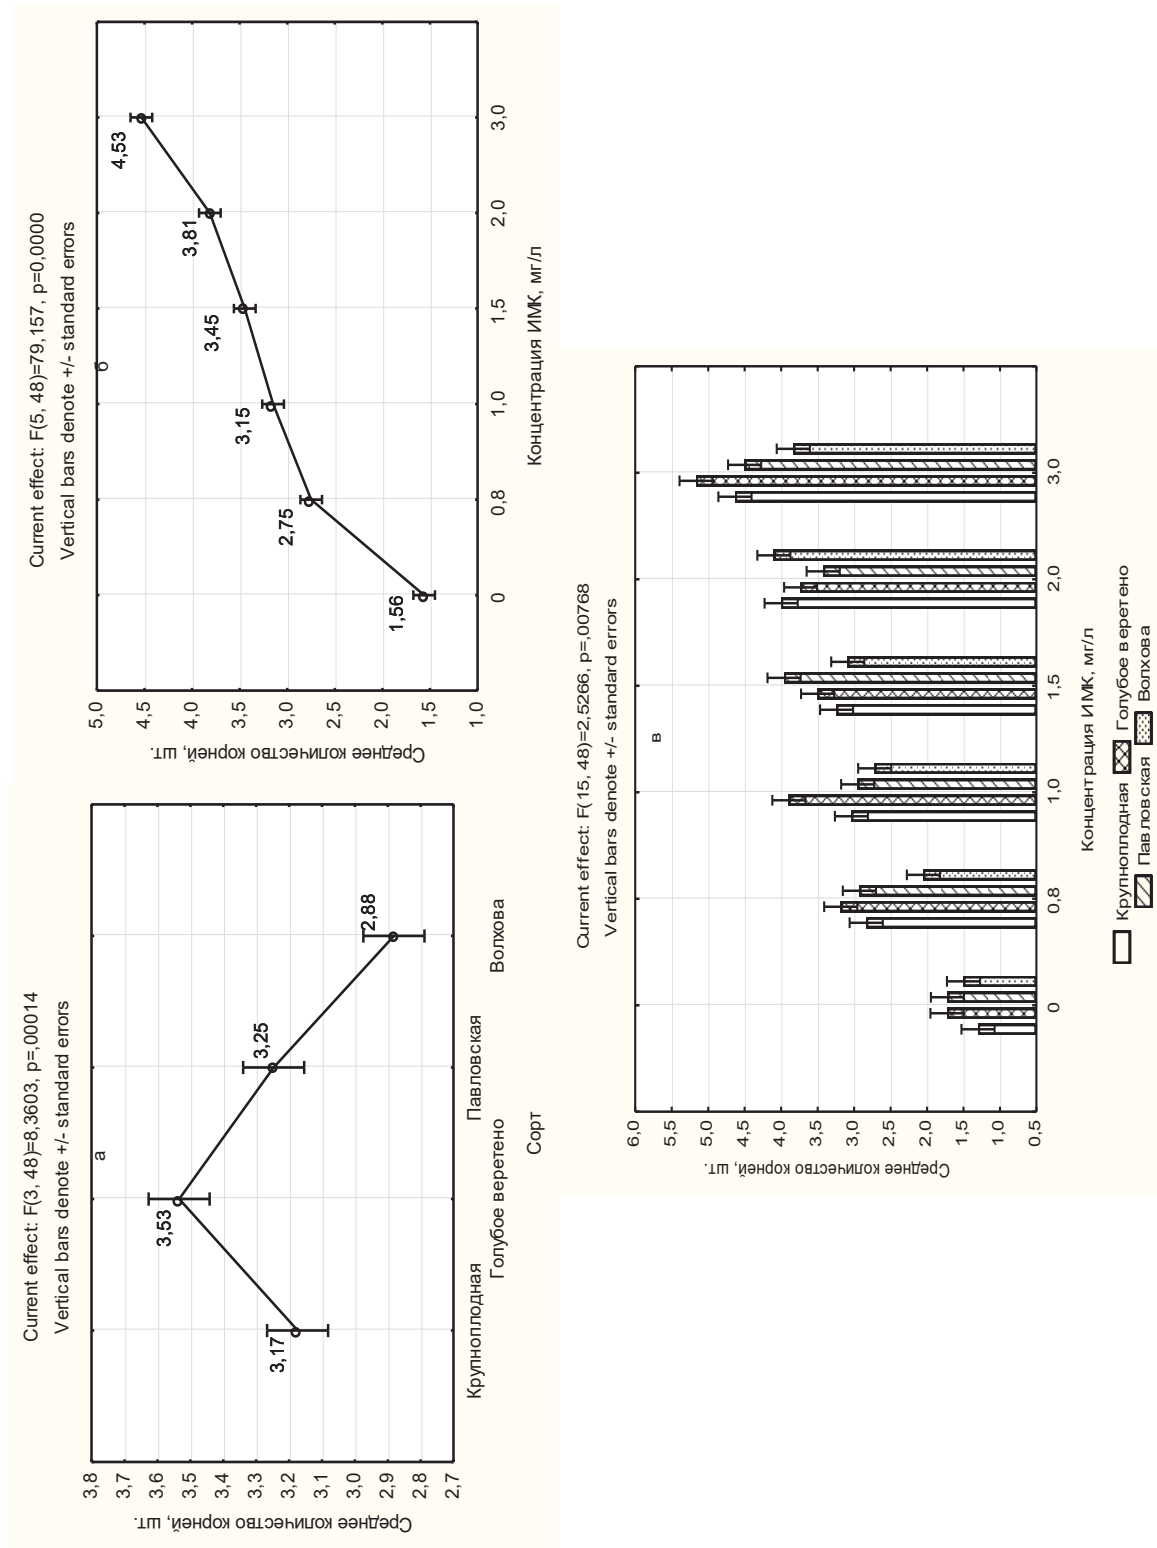 Current effect: F(3, 48)=8,3603, p=,00014
Vertical bars denote +/- standard errors
а
3,8
3,7
3,6
3,5
3,4
3,3
3,2
3,1
3,0
2,9
2,8
2,7
Среднее количество корней, шт.
3,17
3,53
3,25
2,88
Крупноплодная
Голубое веретено
Павловская
Волхова
Сорт
Current effect: F(5, 48)=79,157, p=0,0000
Vertical bars denote +/- standard errors
б
5,0
4,5
4,0
3,5
3,0
2,5
2,0
1,5
1,0
Среднее количество корней, шт.
1,56
2,75
3,15
3,45
3,81
4,53
0 0,8 1,0 1,5 2,0 3,0
Концентрация ИМК, мг/л
Current effect: F(15, 48)=2,5266, p=,00768
Vertical bars denote +/- standard errors
в
6,0
5,5
5,0
4,5
4,0
3,5
3,0
2,5
2,0
1,5
1,0
0,5
Среднее количество корней, шт.
0 0,8 1,0 1,5 2,0 3,0
Концентрация ИМК, мг/л
Крупноплодная Голубое веретено
Павловская Волхова